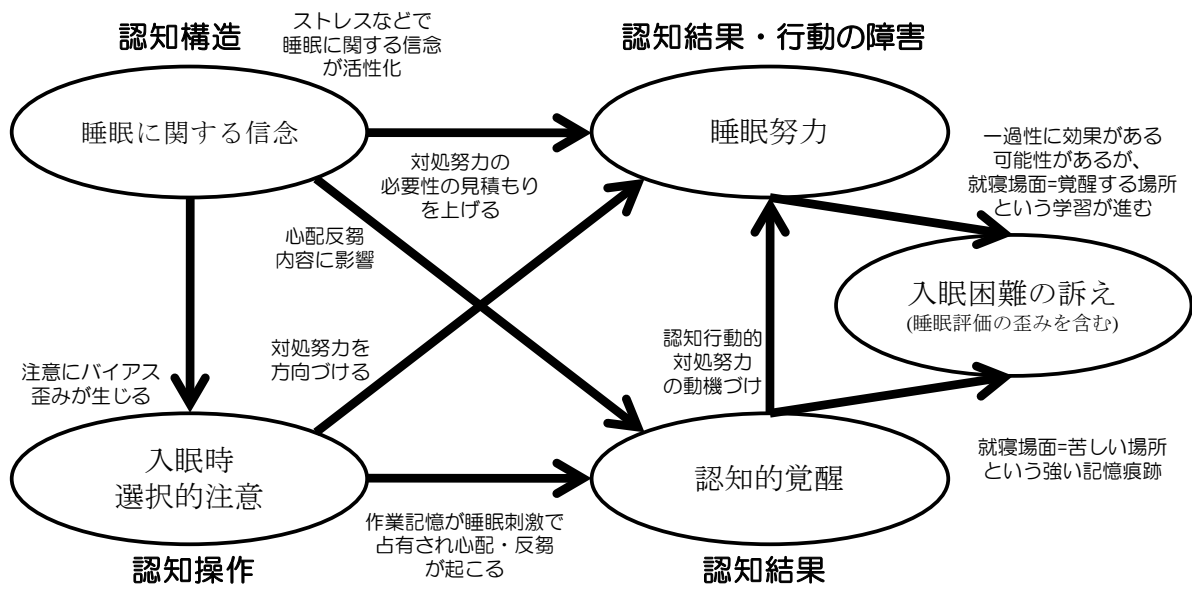 認知構造
ストレスなどで
睡眠に関する信念
が活性化
認知結果・行動の障害
睡眠に関する信念
睡眠努力
対処努力の
必要性の見積もり
を上げる
一過性に効果がある
可能性があるが、
就寝場面=覚醒する場所
という学習が進む
心配反芻
内容に影響
入眠困難の訴え
(睡眠評価の歪みを含む)
注意にバイアス
歪みが生じる
対処努力を
方向づける
認知行動的
対処努力
の動機づけ
入眠時
選択的注意
認知的覚醒
就寝場面=苦しい場所
という強い記憶痕跡
作業記憶が睡眠刺激で
占有され心配・反芻
が起こる
認知操作
認知結果